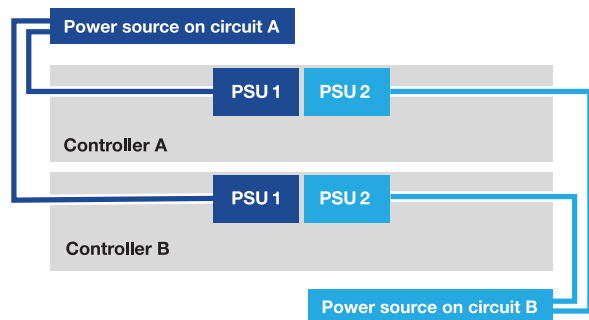 Power source on circuit A
PSU 1
PSU 2
Controller A
PSU 1
PSU 2
Controller B
Power source on circuit B